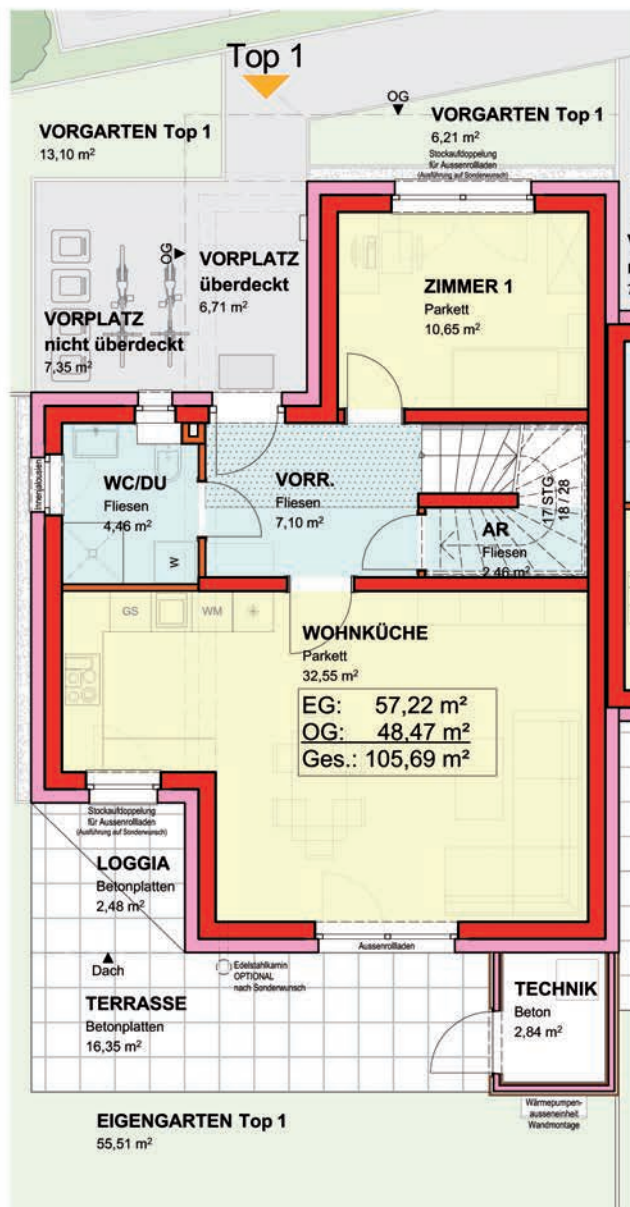 Top 1
OG
VORGARTEN Top 1
13,10 m²
VORGARTEN Top 1
6,21 m²
Stockaufdoppelung
für Aussenrollladen
(Ausführung auf Sonderwunsch)
OG
VORPLATZ
überdeckt
6,71 m²
VORPLATZ
nicht überdeckt
7,35 m²
ZIMMER 1
Parkett
10,65 m²
Innenjalousien
WC/DU
Fliesen
4,46 m²
W
VORR.
Fliesen
7,10 m²
17 STG
18 / 28
AR
Fliesen
2,46 m²
GS
WM
WOHNKÜCHE
Parkett
32,55 m²
EG: 57,22 m²
OG: 48,47 m²
Ges.: 105,69 m²
Stockaufdoppelung
für Aussenrollladen
(Ausführung auf Sonderwunsch)
LOGGIA
Betonplatten
2,48 m²
Aussenrollladen
Dach
Edelstahlkamin
OPTIONAL
nach Sonderwunsch
TERRASSE
Betonplatten
16,35 m²
TECHNIK
Beton
2,84 m²
Wärmepumpen-
ausseneinheit
Wandmontage
EIGENGARTEN Top 1
55,51 m²